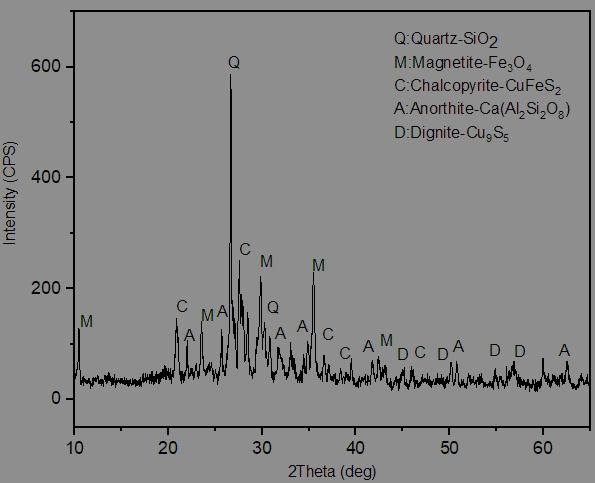 Q:Quartz-SiO2
M:Magnetite-Fe3O4
C:Chalcopyrite-CuFeS2
A:Anorthite-Ca(Al2Si2O8)
D:Dignite-Cu9S5
Q
C
M
M
Q
M
C
M
A
A
A
A
C
C
A
M
D
C
D
A
D
D
A
600
400
200
0
Intensity (CPS)
10 20 30 40 50 60
2Theta (deg)